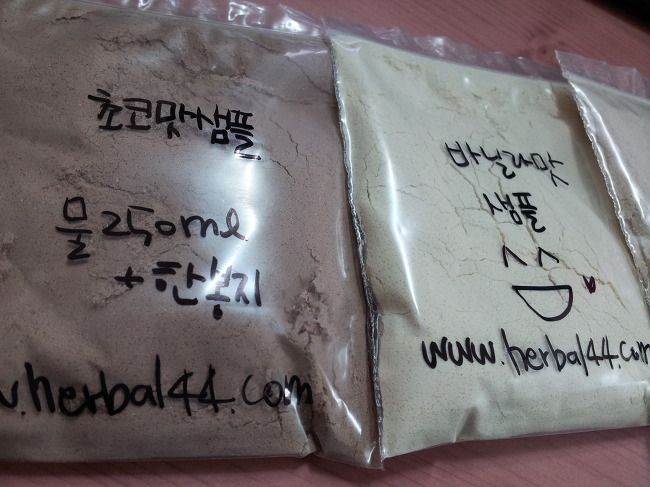 초코맛샘플
물 250ml
+ 한봉지
w.herbal44.com
바닐라맛
샘플
^^
www.herbal44.com